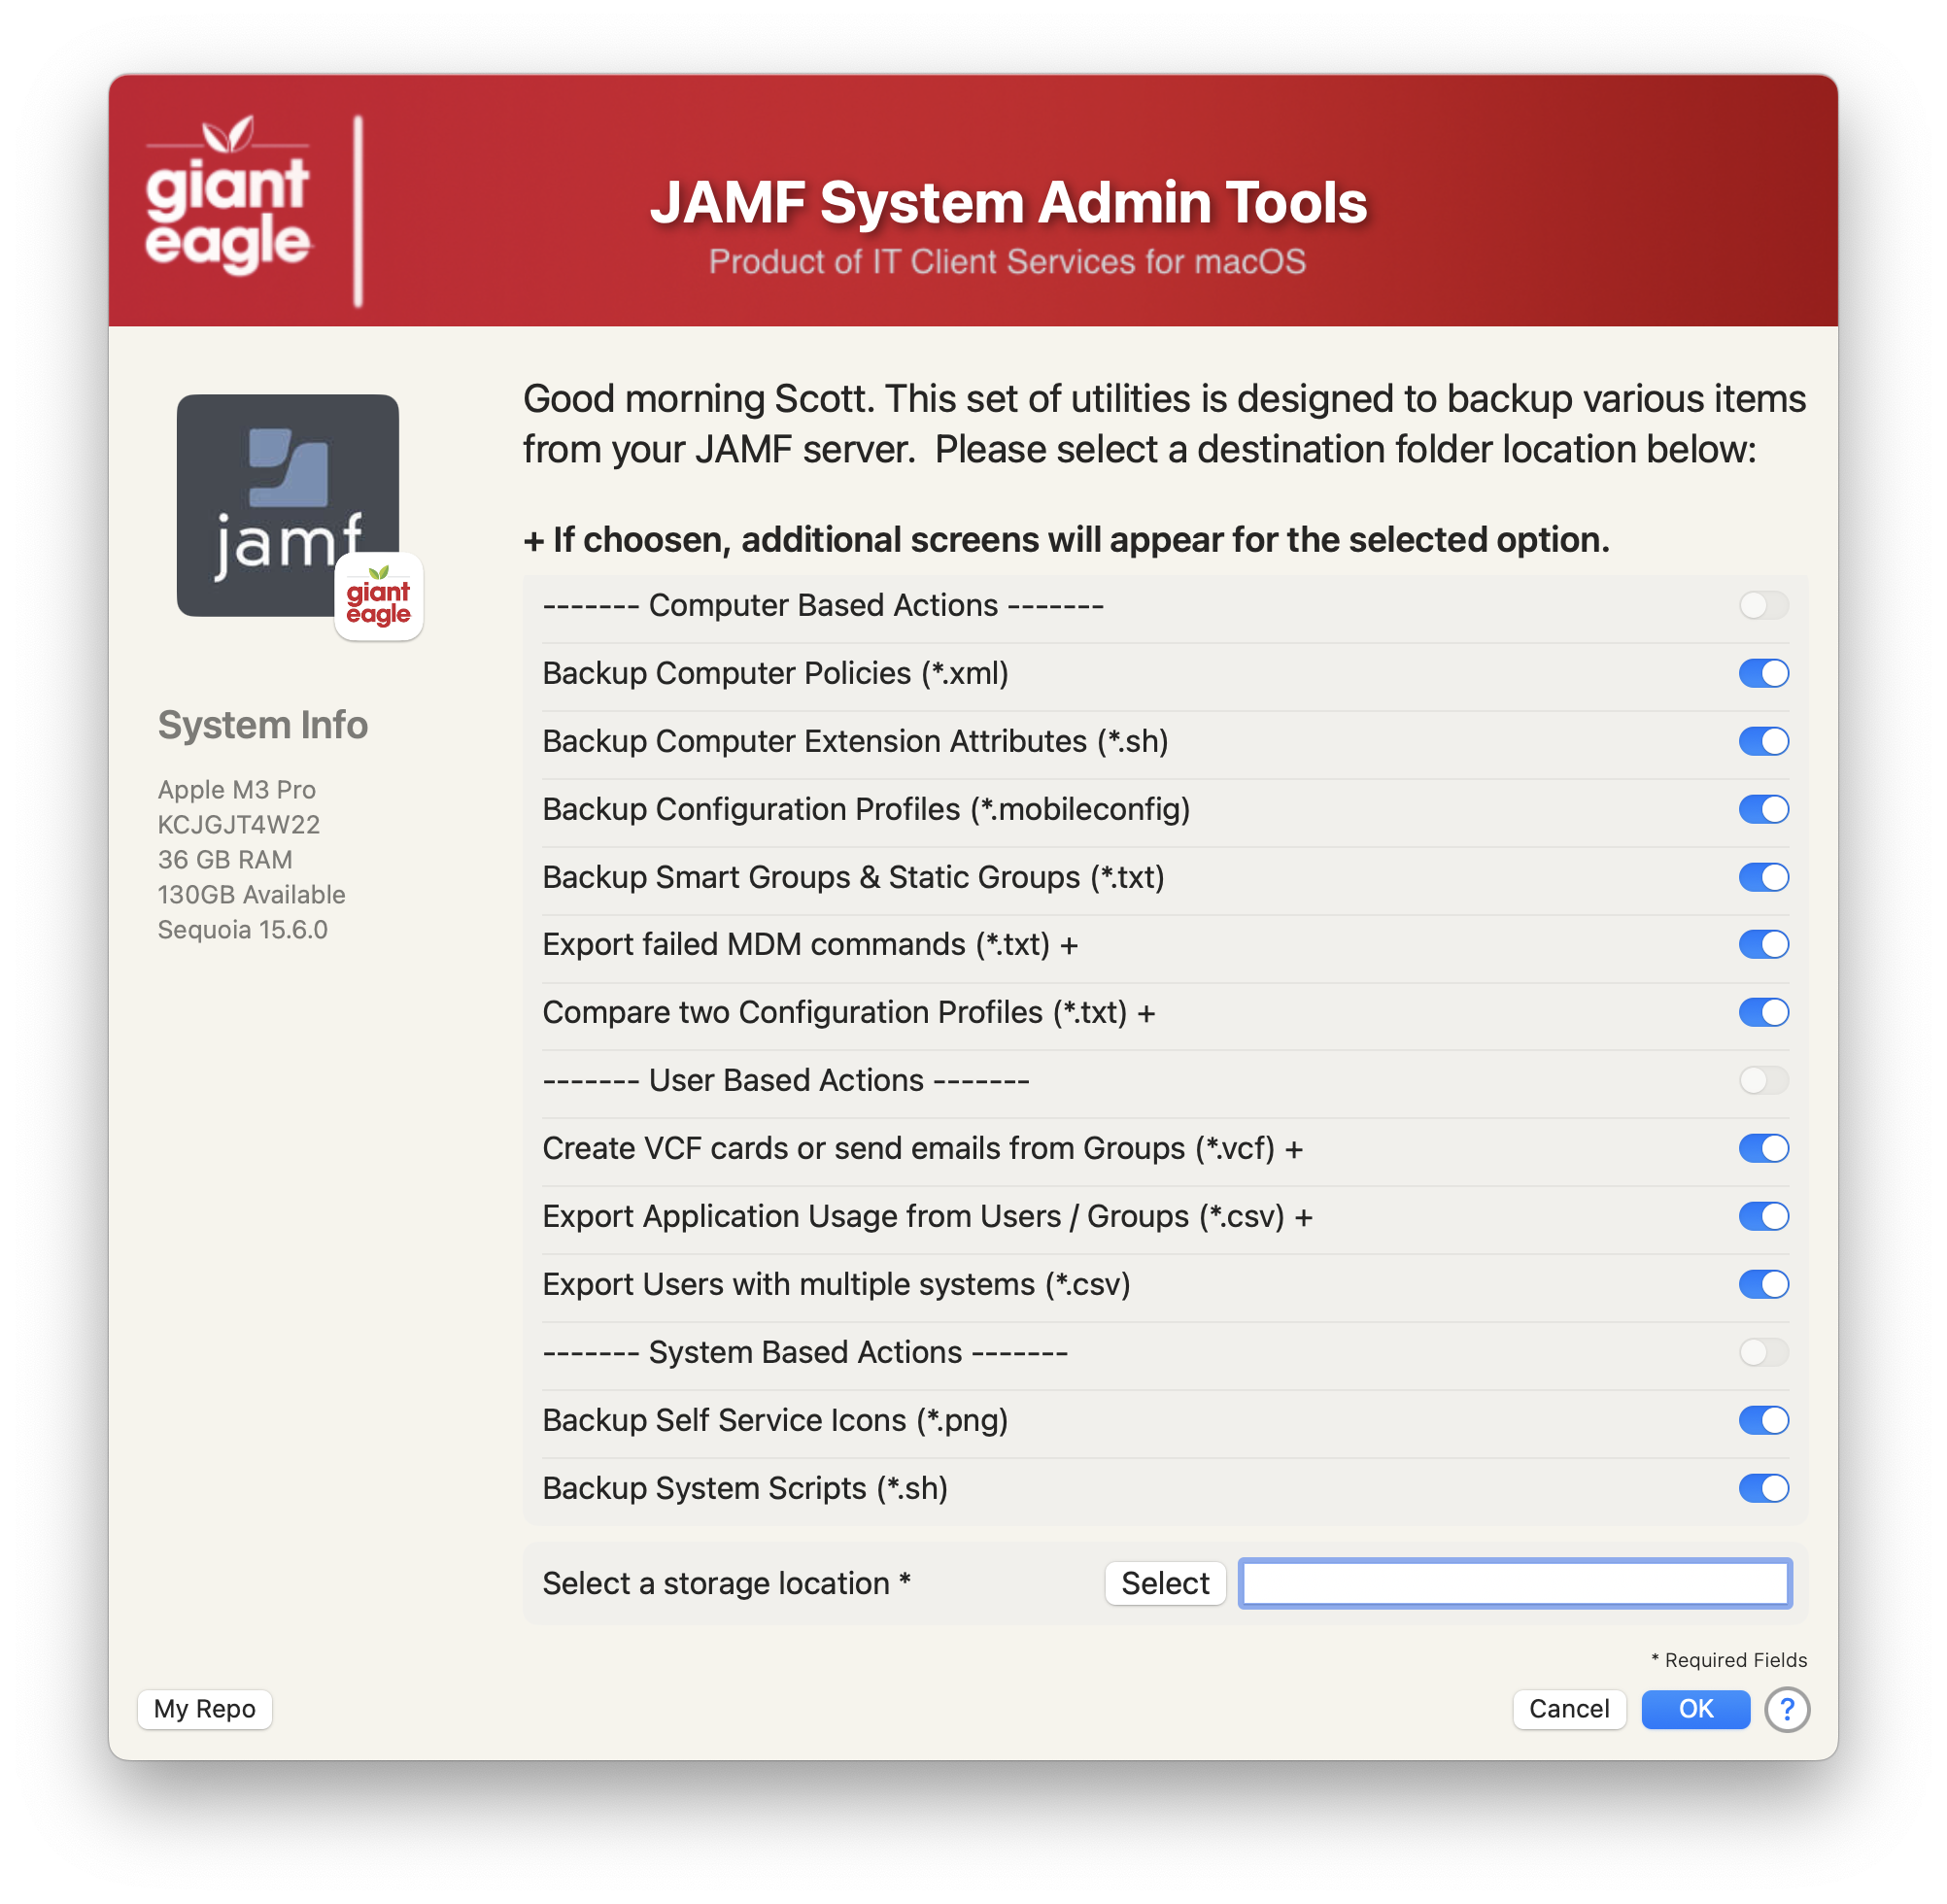 giant
eagle
JAMF System Admin Tools
Product of IT Client Services for macOS
jamf
giant
eagle
System Info
Apple M3 Pro
KCJGJT4W22
36 GB RAM
130GB Available
Sequoia 15.6.0
Good morning Scott. This set of utilities is designed to backup various items
from your JAMF server.  Please select a destination folder location below:
+ If choosen, additional screens will appear for the selected option.
------- Computer Based Actions -------
Backup Computer Policies (*.xml)
Backup Computer Extension Attributes (*.sh)
Backup Configuration Profiles (*.mobileconfig)
Backup Smart Groups & Static Groups (*.txt)
Export failed MDM commands (*.txt) +
Compare two Configuration Profiles (*.txt) +
------- User Based Actions -------
Create VCF cards or send emails from Groups (*.vcf) +
Export Application Usage from Users / Groups (*.csv) +
Export Users with multiple systems (*.csv)
------- System Based Actions -------
Backup Self Service Icons (*.png)
Backup System Scripts (*.sh)
Select a storage location * Select
* Required Fields
My Repo Cancel OK ?